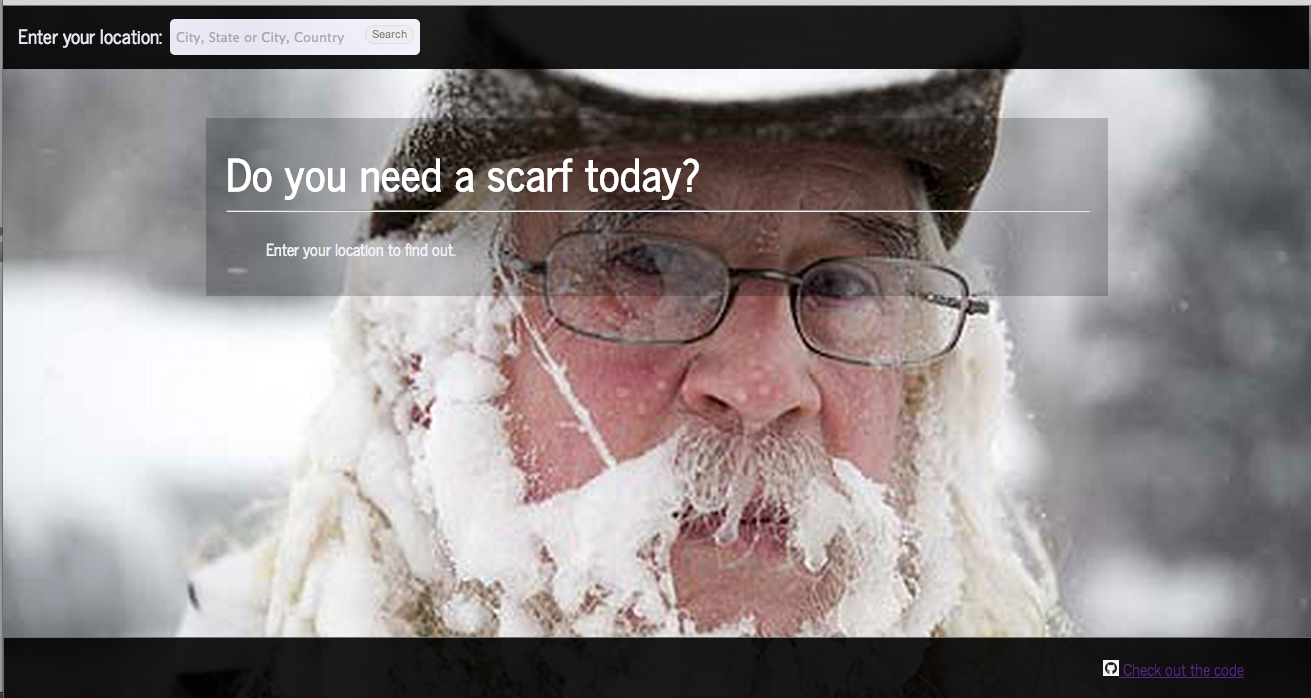 Enter your location: City, State or City, Country Search
Do you need a scarf today?
Enter your location to find out.
Check out the code